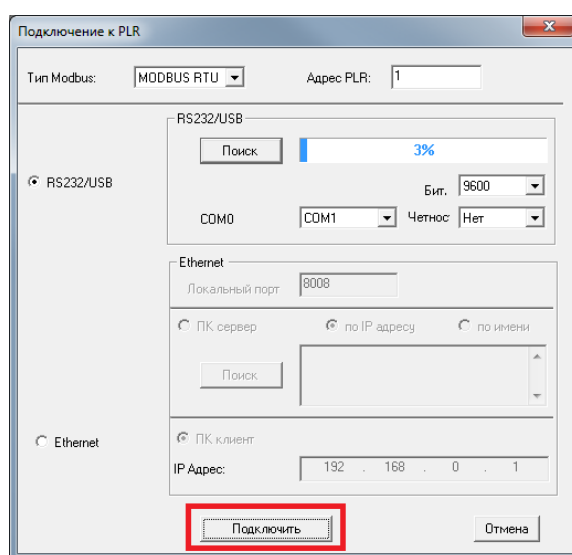 Подключение к PLR
Тип Modbus: MODBUS RTU Адрес PLR: 1
RS232/USB
Поиск 3%
RS232/USB
Бит. 9600
COM0 COM1 Четнос Нет
Ethernet
Локальный порт 8008
ПК сервер по IP адресу по имени
Поиск
Ethernet ПК клиент
IP Адрес: 192 . 168 . 0 . 1
Подключить Отмена